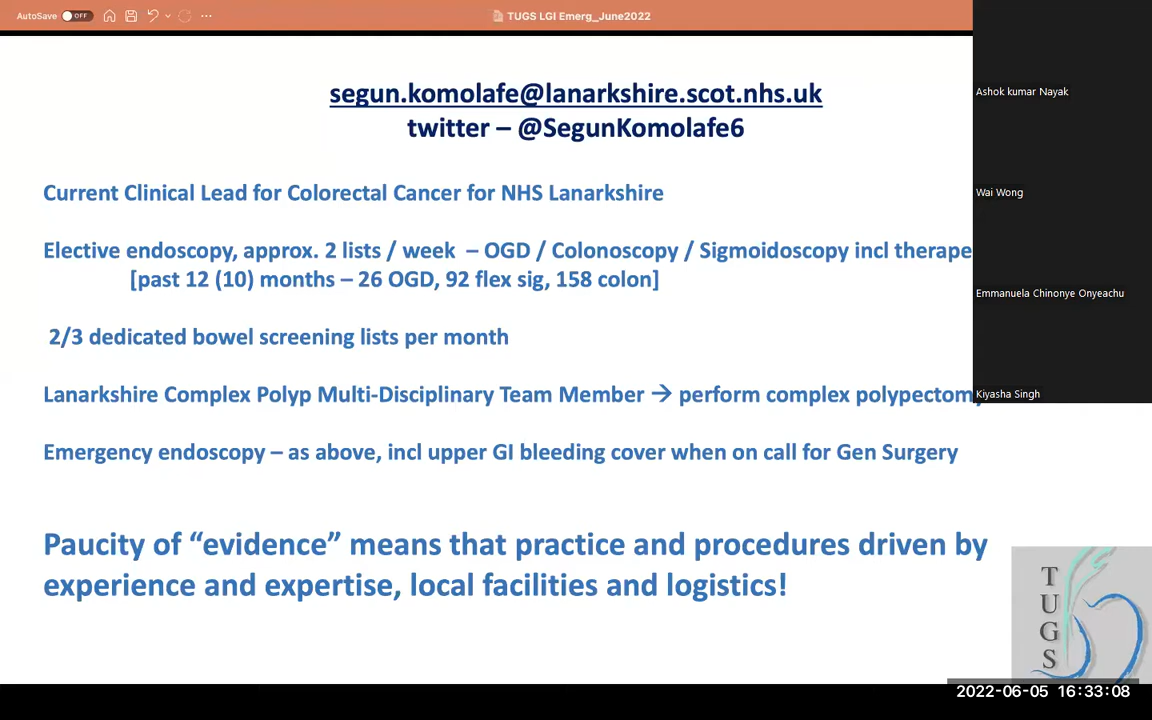 AutoSave OFF
TUGS LGI Emerg_June2022
segun.komolafe@lanarkshire.scot.nhs.uk
twitter – @SegunKomolafe6
Current Clinical Lead for Colorectal Cancer for NHS Lanarkshire
Elective endoscopy, approx. 2 lists / week – OGD / Colonoscopy / Sigmoidoscopy incl therape
[past 12 (10) months – 26 OGD, 92 flex sig, 158 colon]
2/3 dedicated bowel screening lists per month
Lanarkshire Complex Polyp Multi-Disciplinary Team Member → perform complex polypectom
Emergency endoscopy – as above, incl upper GI bleeding cover when on call for Gen Surgery
Paucity of “evidence” means that practice and procedures driven by
experience and expertise, local facilities and logistics!
Ashok kumar Nayak
Wai Wong
Emmanuela Chinonye Onyeachu
Kiyasha Singh
T
U
G
S
2022-06-05 16:33:08